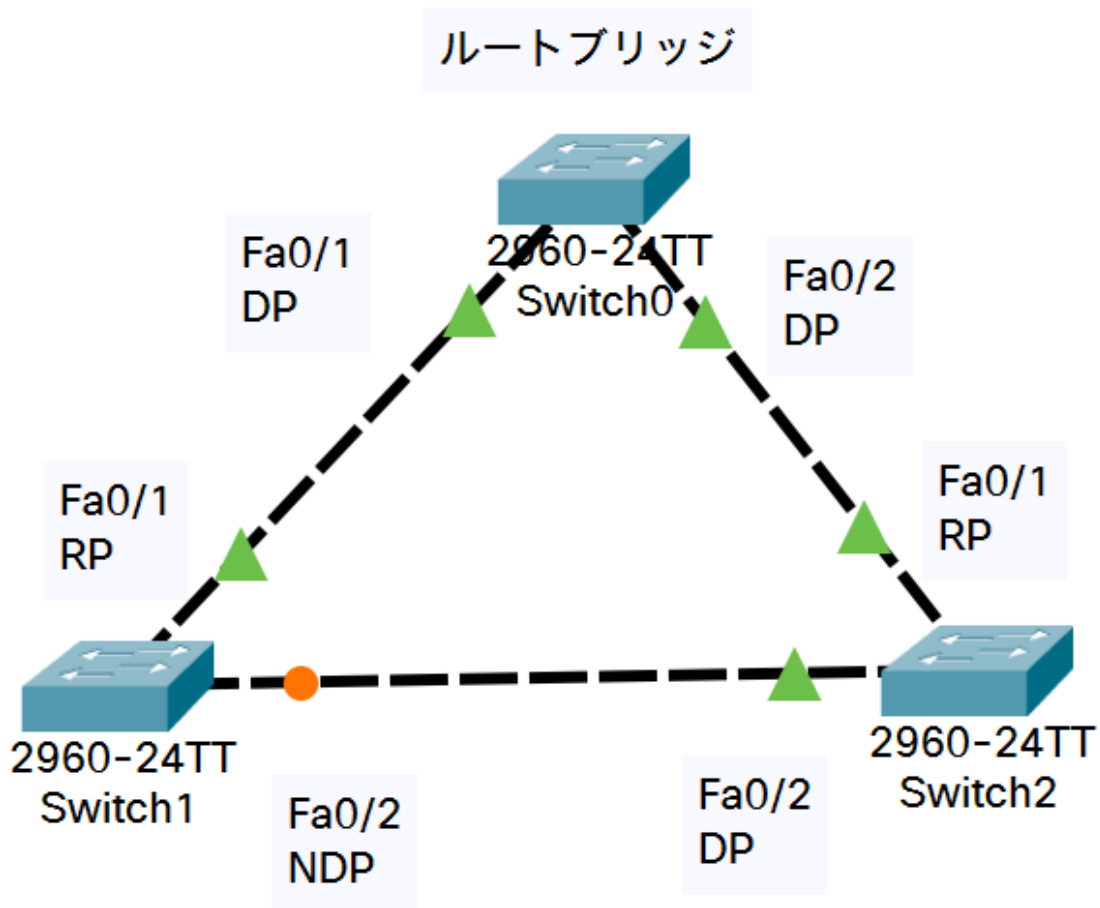 ルートブリッジ
Fa0/1
DP
2960-24TT
Switch0
Fa0/2
DP
Fa0/1
RP
Fa0/1
RP
2960-24TT
Switch1
Fa0/2
NDP
Fa0/2
DP
2960-24TT
Switch2